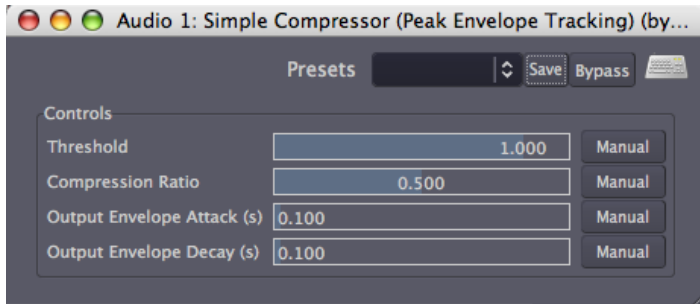 Audio 1: Simple Compressor (Peak Envelope Tracking) (by...
Presets Save Bypass
Controls
Threshold 1.000 Manual
Compression Ratio 0.500 Manual
Output Envelope Attack (s) 0.100 Manual
Output Envelope Decay (s) 0.100 Manual